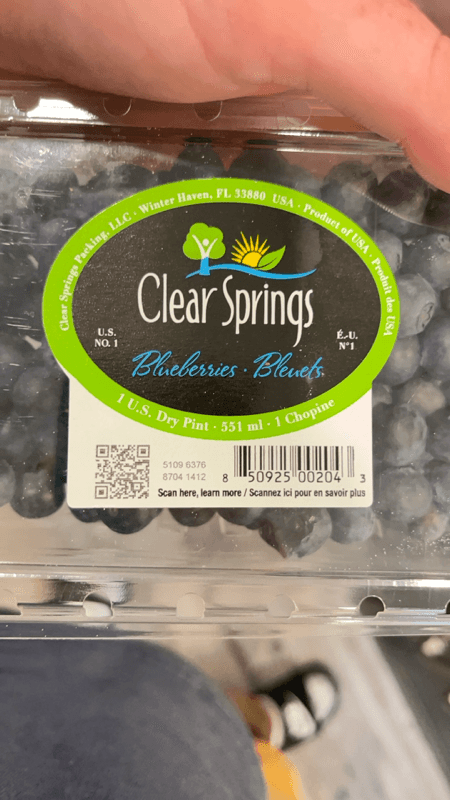 Clear Springs Packing, LLC · Winter Haven, FL 33880 USA · Product of USA · Produit des USA
Clear Springs
U.S.
NO. 1
É.-U.
N°1
Blueberries · Bleuets
1 U.S. Dry Pint · 551 ml · 1 Chopine
5109 6376
8704 1412
8 50925 00204 3
Scan here, learn more / Scannez ici pour en savoir plus